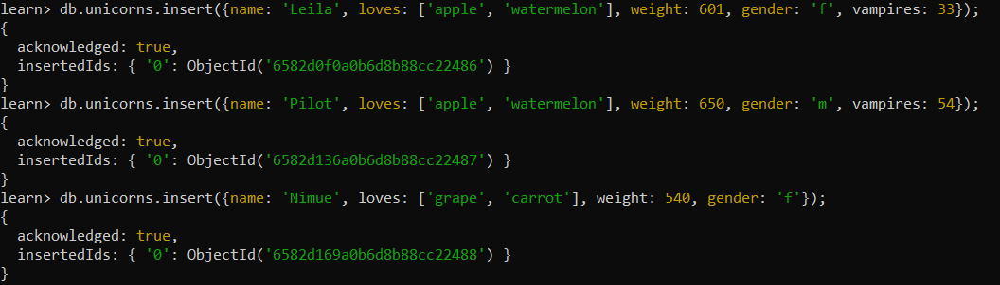 learn> db.unicorns.insert({name: 'Leila', loves: ['apple', 'watermelon'], weight: 601, gender: 'f', vampires: 33});
{
  acknowledged: true,
  insertedIds: { '0': ObjectId('6582d0f0a0b6d8b88cc22486') }
}
learn> db.unicorns.insert({name: 'Pilot', loves: ['apple', 'watermelon'], weight: 650, gender: 'm', vampires: 54});
{
  acknowledged: true,
  insertedIds: { '0': ObjectId('6582d136a0b6d8b88cc22487') }
}
learn> db.unicorns.insert({name: 'Nimue', loves: ['grape', 'carrot'], weight: 540, gender: 'f'});
{
  acknowledged: true,
  insertedIds: { '0': ObjectId('6582d169a0b6d8b88cc22488') }
}